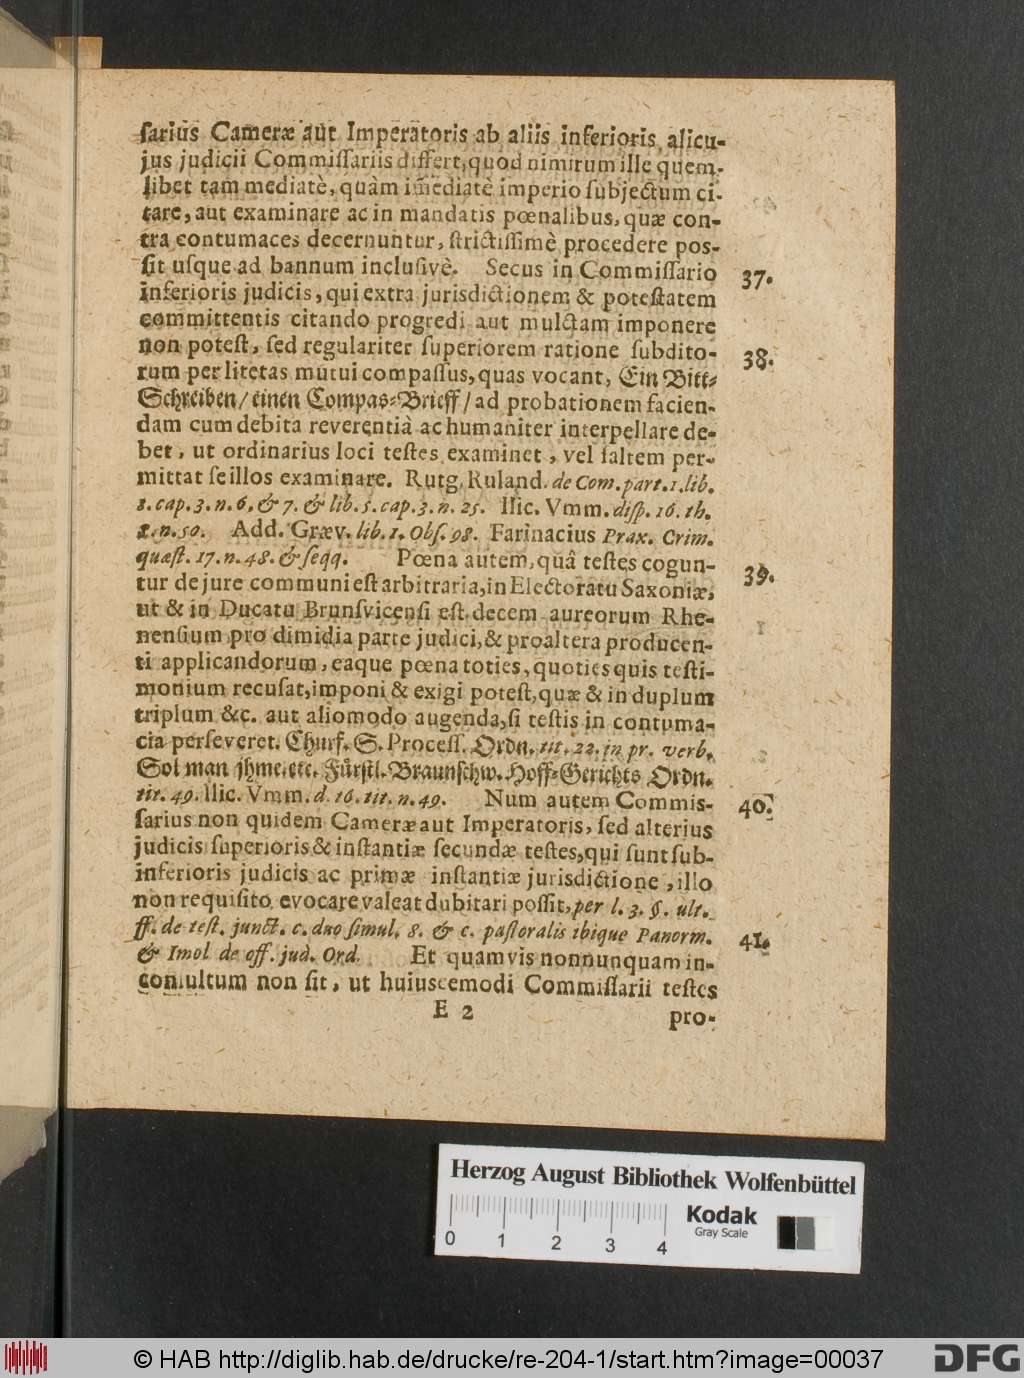 ſarius Cameræ aut Imperatoris ab aliis inferioris alicu-
jus judicii Commiſſariis differt, quod nimirum ille quem-
libet tam mediatè, quàm im̃ediatè imperio ſubjectum ci-
tare, aut examinare ac in mandatis pœnalibus, quæ con-
tra contumaces decernuntur, ſtrictiſſimè procedere poſ-
ſit uſque ad bannum incluſivè. Secus in Commiſſario 37.
inferioris judicis, qui extra jurisdictionem & poteſtatem
committentis citando progredi aut mulctam imponere
non poteſt, ſed regulariter ſuperiorem ratione ſubdito- 38.
rum per litetas mutui compaſſus, quas vocant, Ein Bitt-
Schreiben / einen Compas-Brieff / ad probationem facien-
dam cum debita reverentiâ ac humaniter interpellare de-
bet, ut ordinarius loci teſtes examinet, vel ſaltem per-
mittat ſe illos examinare. Rutg. Ruland. de Com. part. 1. lib.
1. cap. 3. n. 6. & 7. & lib. 5. cap. 3. n. 25. Illic. Vmm. diſp. 16. th.
8. n. 50. Add. Græv. lib. 1. Obſ. 98. Farinacius Prax. Crim.
quæſt. 17. n. 48. & ſeqq. Pœna autem, quâ teſtes cogun- 39.
tur de jure communi eſt arbitraria, in Electoratu Saxoniæ,
ut & in Ducatu Brunſvicenſi eſt decem aureorum Rhe-
nenſium pro dimidia parte judici, & pro altera producen-
ti applicandorum, eaque pœna toties, quoties quis teſti-
monium recuſat, imponi & exigi poteſt, quæ & in duplum
triplum &c. aut alio modo augenda, ſi teſtis in contuma-
cia perſeveret. Churf. S. Proceſſ. Ordn. tit. 22. in pr. verb.
Sol man jhme. etc. Fürſtl. Braunſchw. Hoff-Gerichts Ordn.
tit. 49. Illic. Vmm. d. 16. tit. n. 49. Num autem Commiſ- 40.
ſarius non quidem Cameræ aut Imperatoris, ſed alterius
judicis ſuperioris & inſtantiæ ſecundæ teſtes, qui ſunt ſub
inferioris judicis ac primæ inſtantiæ jurisdictione, illo
non requiſito evocare valeat dubitari poſſit, per l. 3. §. ult.
ff. de teſt. junct. c. duo ſimul. 8. & c. paſtoralis ibique Panorm. 41.
& Imol de off. jud. Ord. Et quamvis nonnunquam in-
conſultum non ſit, ut huiuscemodi Commiſſarii teſtes
E 2 pro-
Herzog August Bibliothek Wolfenbüttel
Kodak
Gray Scale
0 1 2 3 4
© HAB http://diglib.hab.de/drucke/re-204-1/start.htm?image=00037
DFG